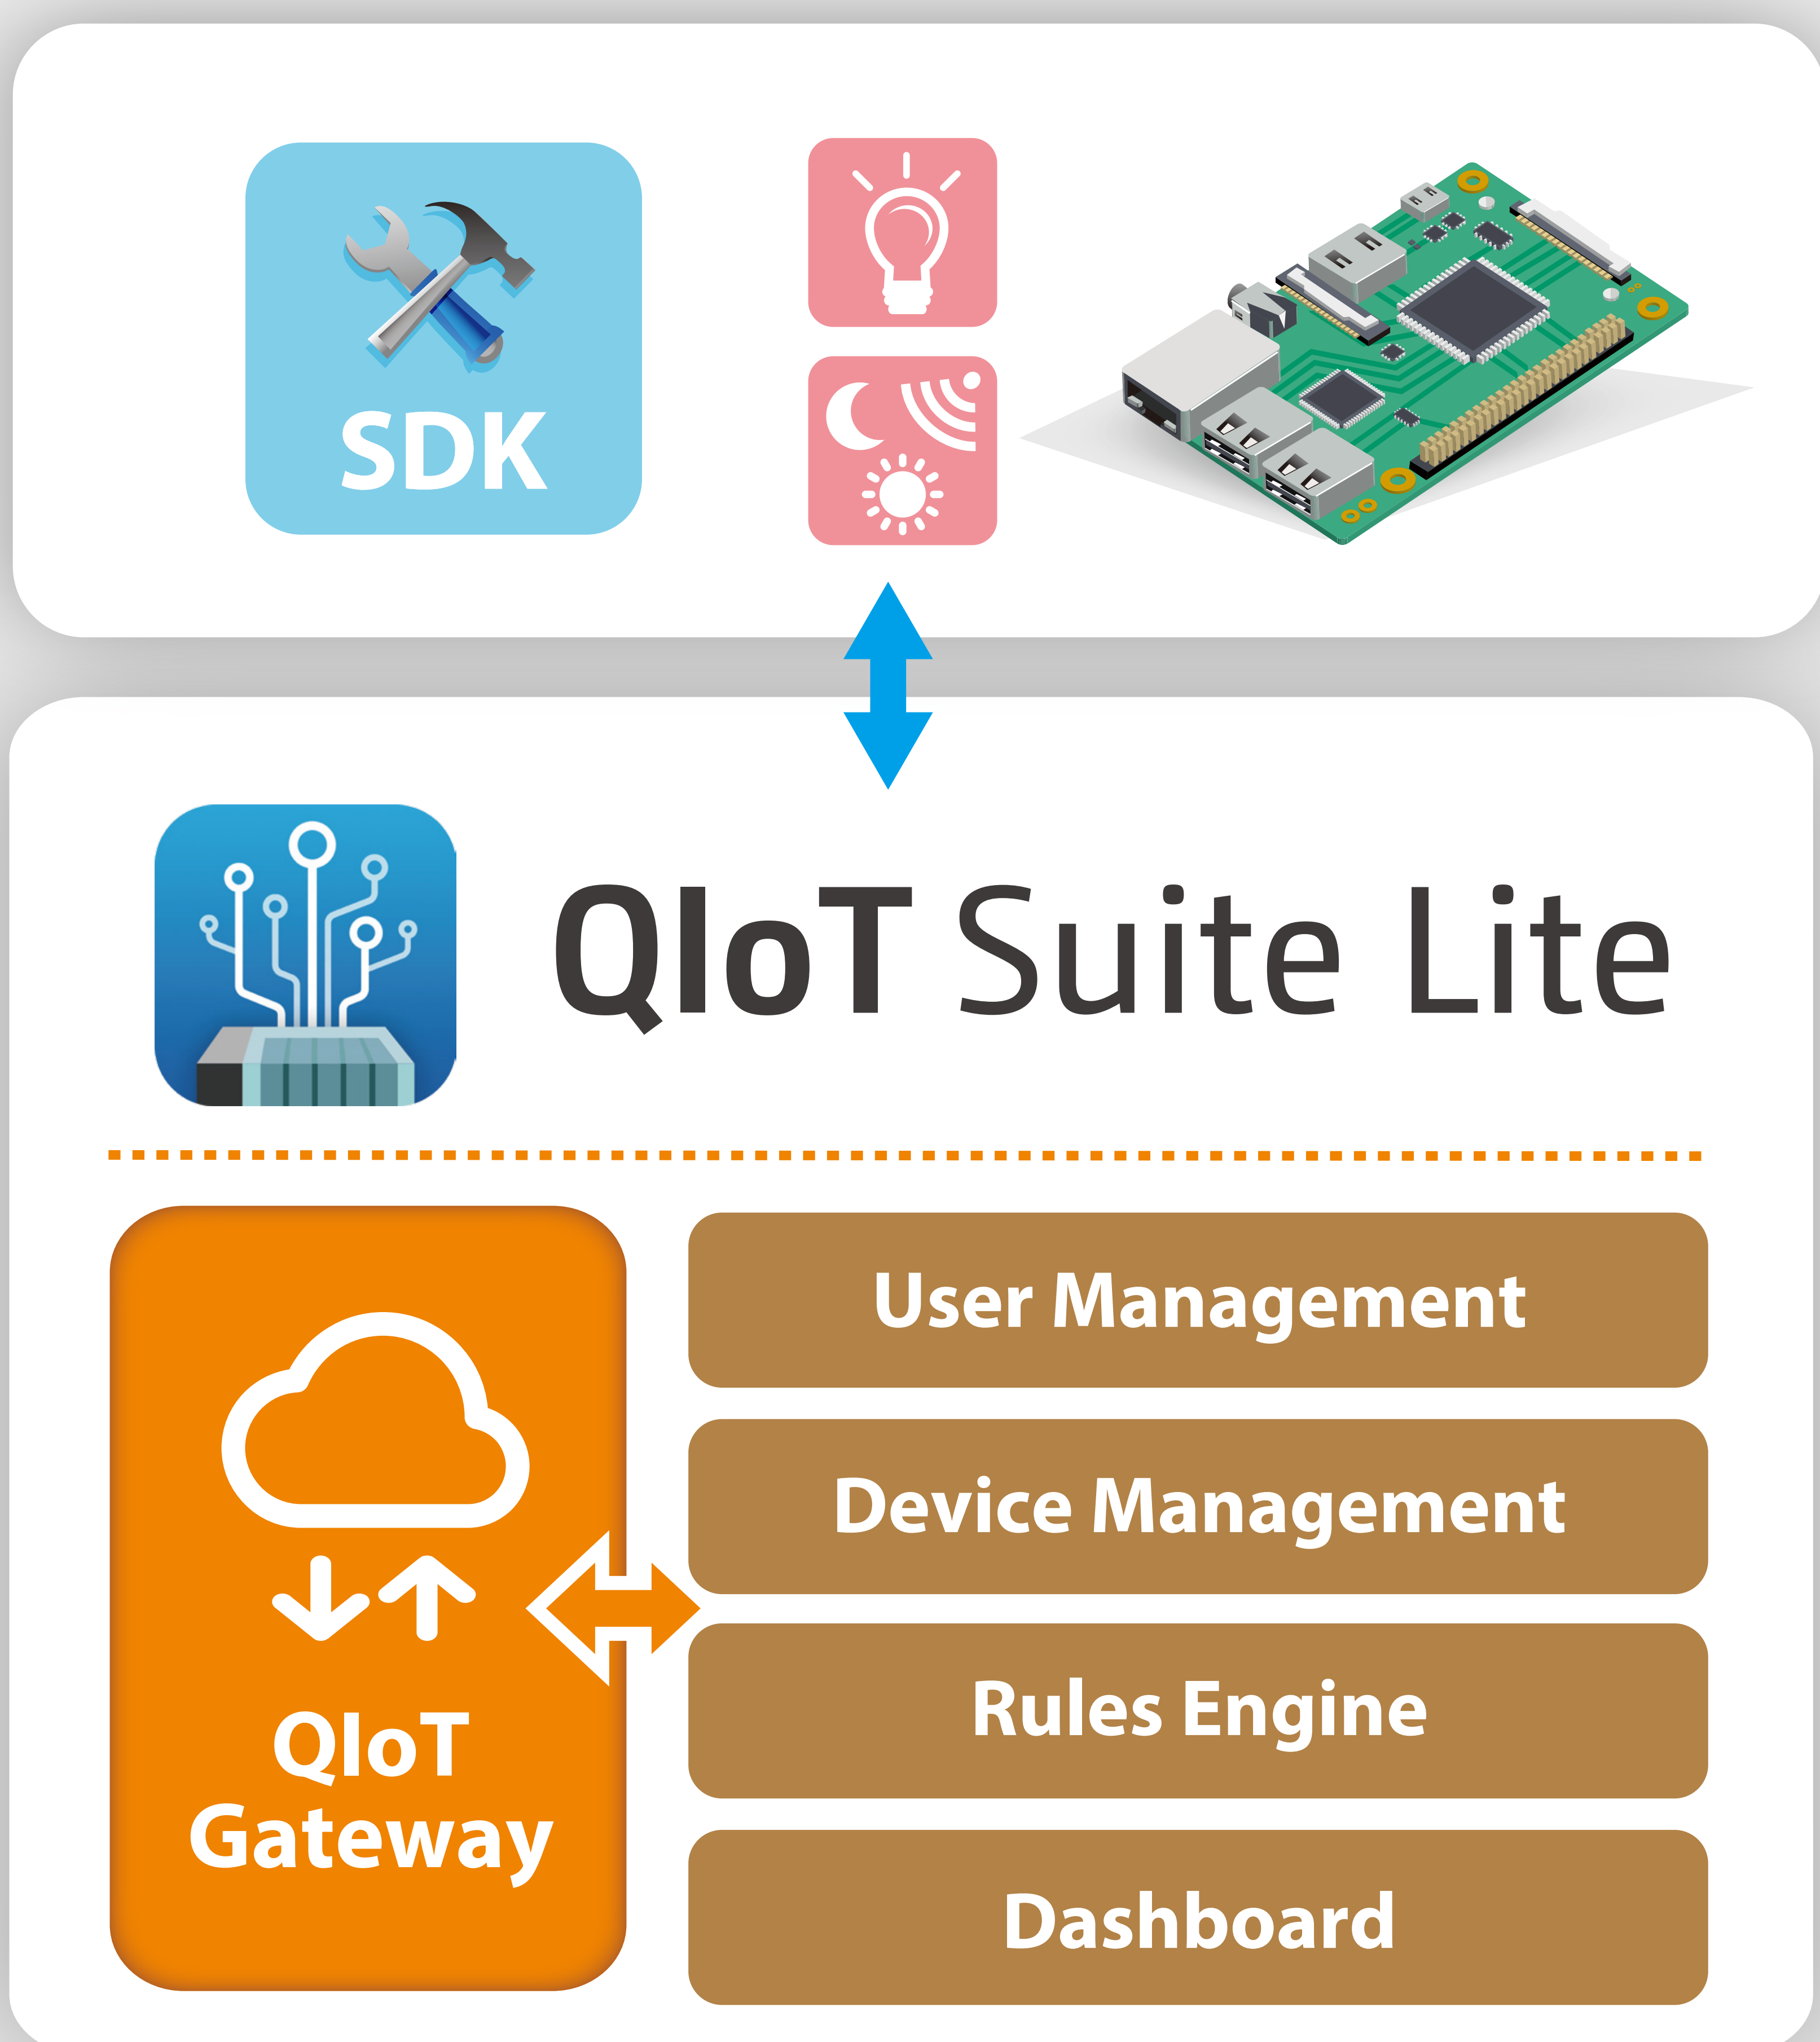 SDK
QIoT Suite Lite
QIoT
Gateway
User Management
Device Management
Rules Engine
Dashboard